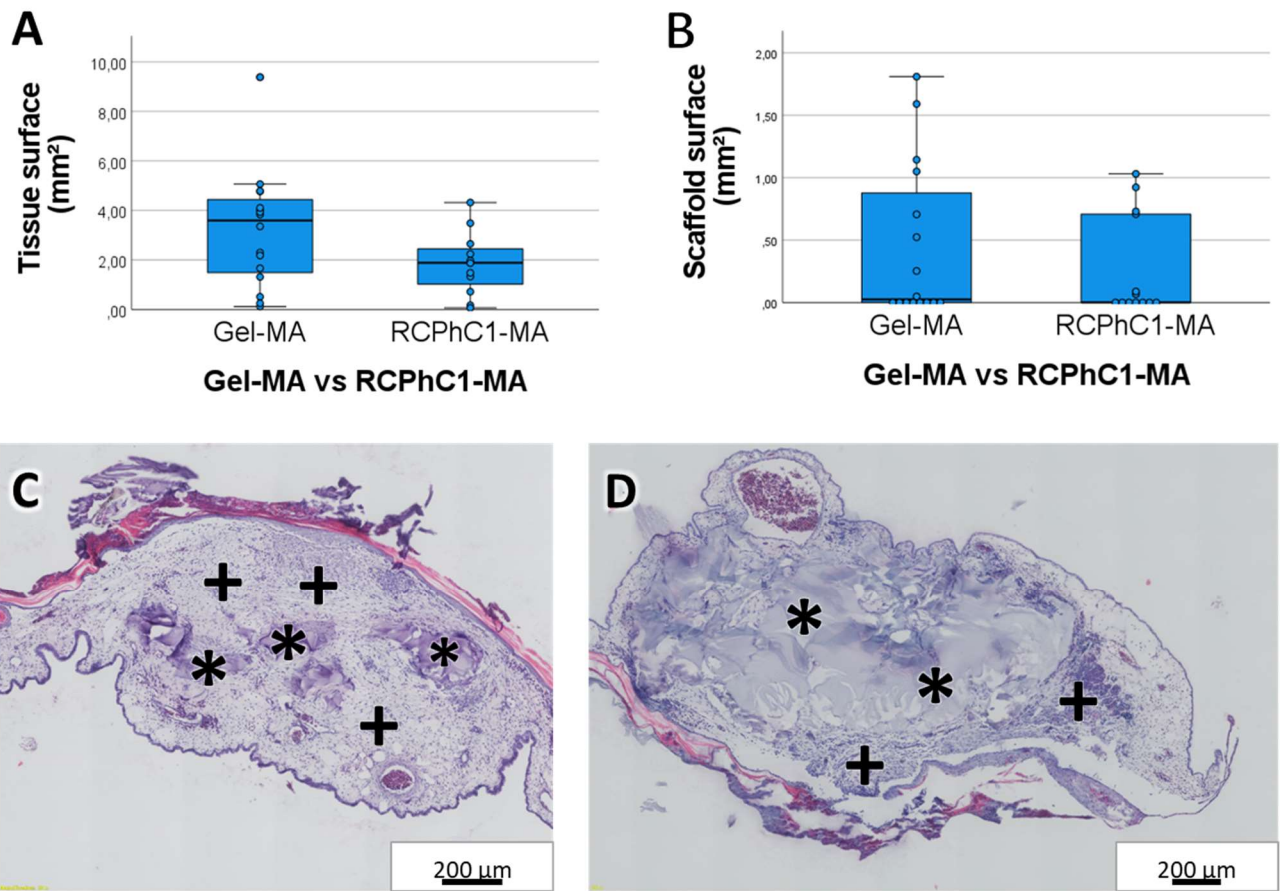 A
Tissue surface
(mm²)
10,00
8,00
6,00
4,00
2,00
,00
Gel-MA
RCPhC1-MA
Gel-MA vs RCPhC1-MA
B
Scaffold surface
(mm²)
2,00
1,50
1,00
,50
,00
Gel-MA
RCPhC1-MA
Gel-MA vs RCPhC1-MA
C
+ +
* * *
+
200 µm
D
*
* +
+
200 µm